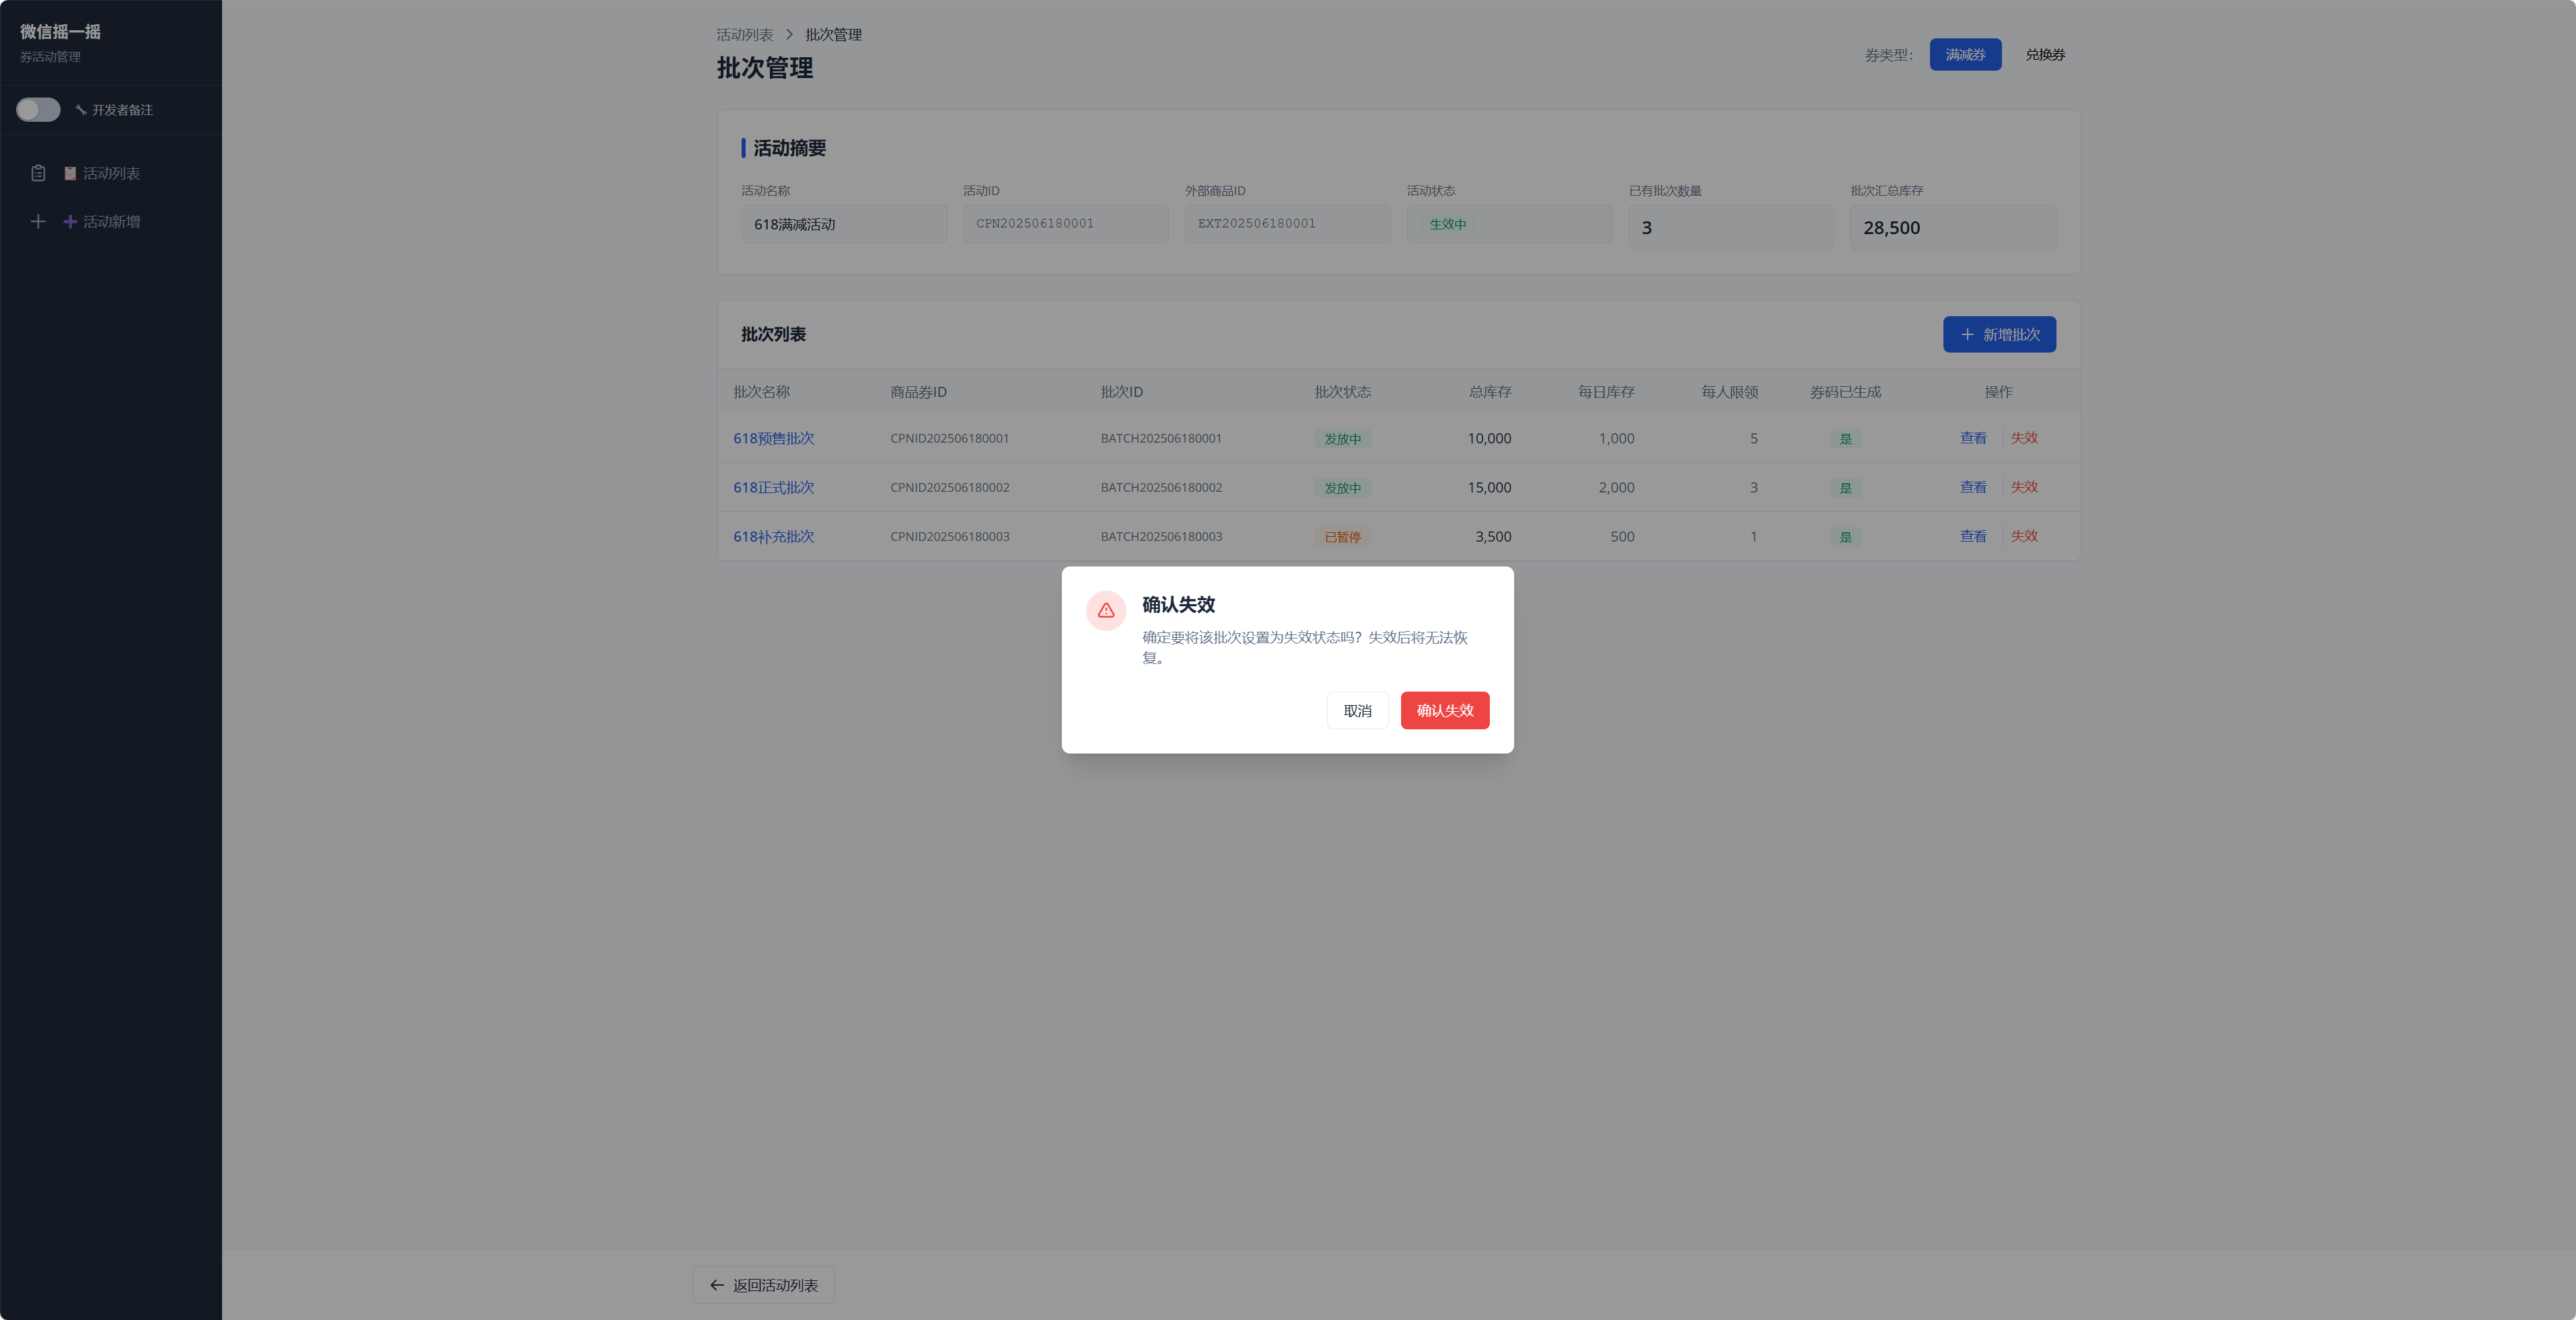 微信摇一摇
券活动管理
开发者备注
活动列表
活动新增
活动列表 > 批次管理
批次管理
券类型： 满减券 兑换券
活动摘要
活动名称 活动ID 外部商品ID 活动状态 已有批次数量 批次汇总库存
618满减活动 CPN202506180001 EXT202506180001 生效中 3 28,500
批次列表
新增批次
批次名称 商品券ID 批次ID 批次状态 总库存 每日库存 每人限领 券码已生成 操作
618预售批次 CPNID202506180001 BATCH202506180001 发放中 10,000 1,000 5 是 查看 失效
618正式批次 CPNID202506180002 BATCH202506180002 发放中 15,000 2,000 3 是 查看 失效
618补充批次 CPNID202506180003 BATCH202506180003 已暂停 3,500 500 1 是 查看 失效
确认失效
确定要将该批次设置为失效状态吗？失效后将无法恢
复。
取消 确认失效
返回活动列表